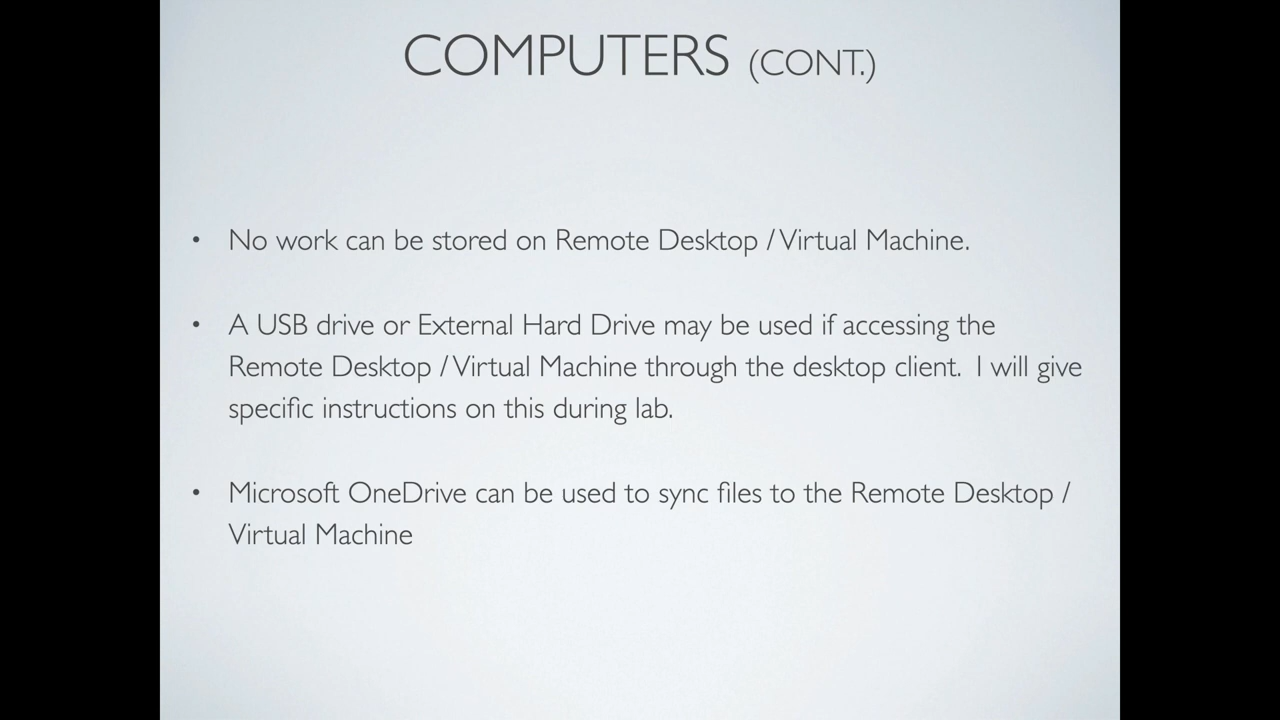 COMPUTERS (CONT.)
• No work can be stored on Remote Desktop / Virtual Machine.
• A USB drive or External Hard Drive may be used if accessing the
Remote Desktop / Virtual Machine through the desktop client.  I will give
specific instructions on this during lab.
• Microsoft OneDrive can be used to sync files to the Remote Desktop /
Virtual Machine